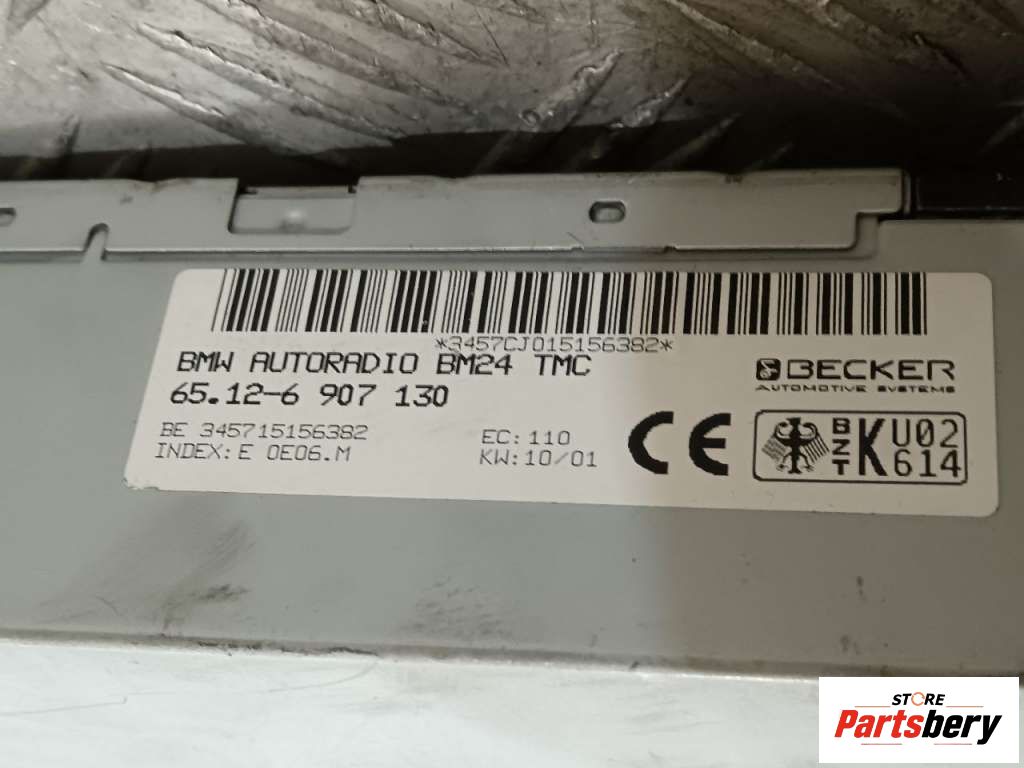 *3457CJ015156382*
BMW AUTORADIO BM24 TMC
65.12-6 907 130
BE 345715156382
INDEX: E 0E06.M
EC: 110
KW: 10/01
BECKER
AUTOMOTIVE SYSTEMS
CE
BZT K U02 614
STORE
Partsbery